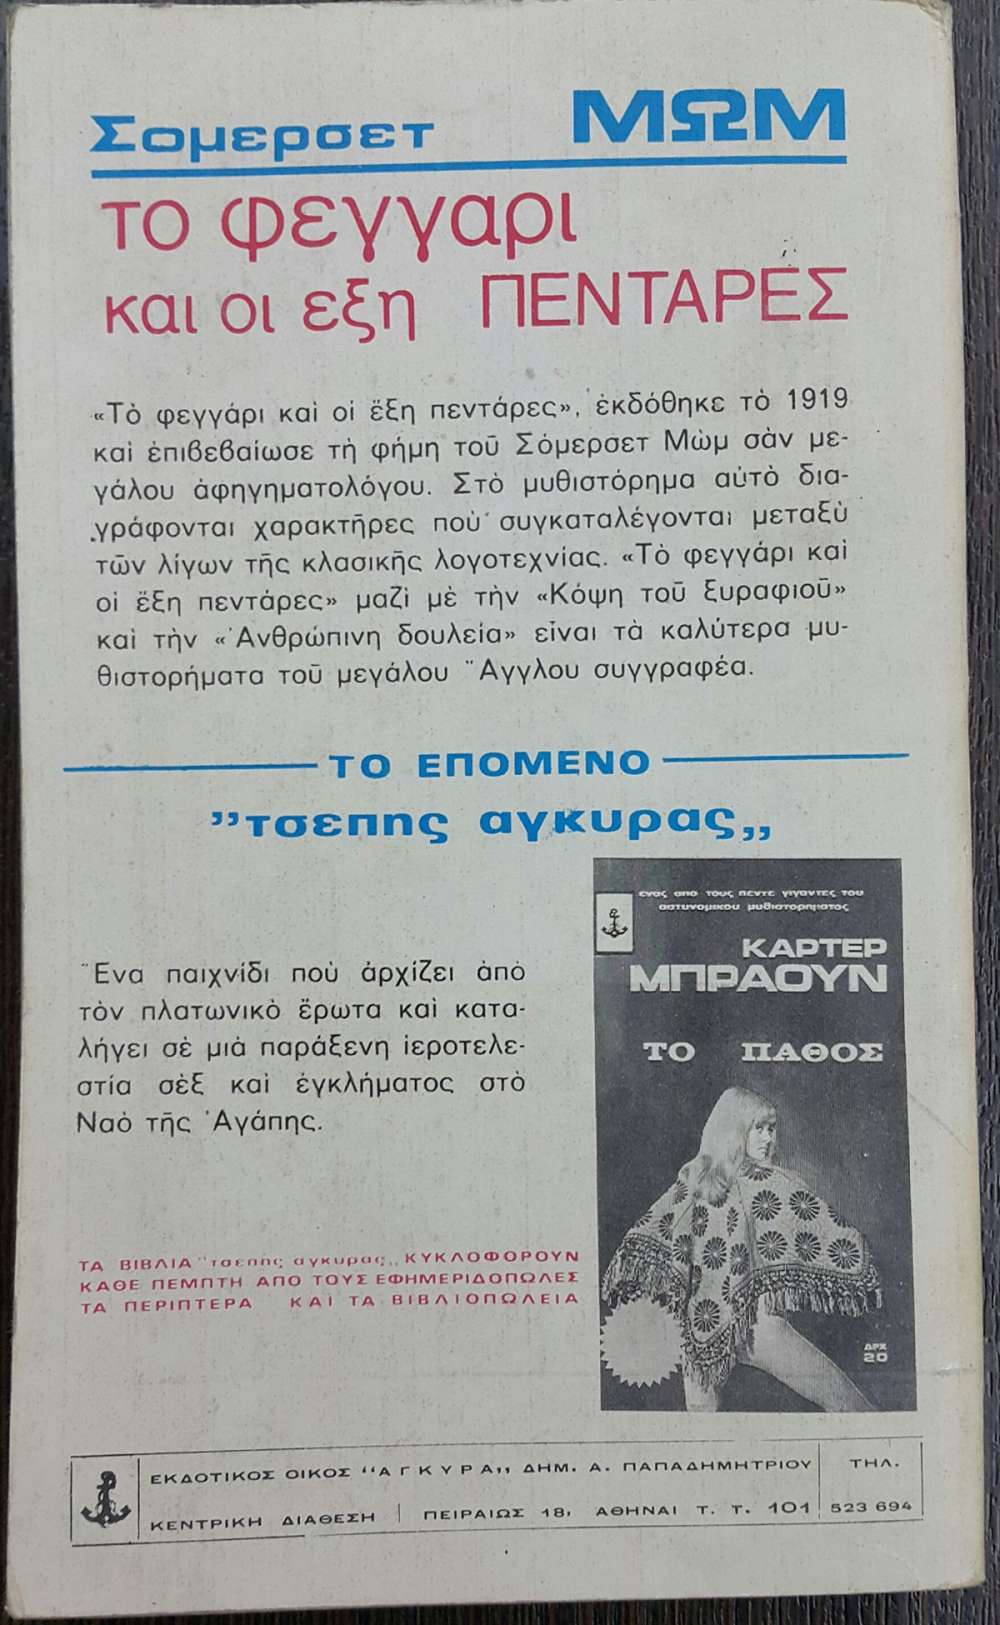 Σομερσετ ΜΩΜ
το φεγγαρι
και οι εξη ΠΕΝΤΑΡΕΣ
«Τὸ φεγγάρι καὶ οἱ ἕξη πεντάρες», ἐκδόθηκε τὸ 1919
καὶ ἐπιβεβαίωσε τὴ φήμη τοῦ Σόμερσετ Μὼμ σὰν με-
γάλου ἀφηγηματολόγου. Στὸ μυθιστόρημα αὐτὸ δια-
γράφονται χαρακτῆρες ποὺ συγκαταλέγονται μεταξὺ
τῶν λίγων τῆς κλασικῆς λογοτεχνίας. «Τὸ φεγγάρι καὶ
οἱ ἕξη πεντάρες» μαζὶ μὲ τὴν «Κόψη τοῦ ξυραφιοῦ»
καὶ τὴν «Ἀνθρώπινη δουλεία» εἶναι τὰ καλύτερα μυ-
θιστορήματα τοῦ μεγάλου Ἄγγλου συγγραφέα.
ΤΟ ΕΠΟΜΕΝΟ
”τσεπης αγκυρας„
ενας απο τους πεντε γιγαντες του
αστυνομικου μυθιστορηματος
ΚΑΡΤΕΡ
ΜΠΡΑΟΥΝ
ΤΟ ΠΑΘΟΣ
Ἕνα παιχνίδι ποὺ ἀρχίζει ἀπὸ
τὸν πλατωνικὸ ἔρωτα καὶ κατα-
λήγει σὲ μιὰ παράξενη ἱεροτελε-
στία σὲξ καὶ ἐγκλήματος στὸ
Ναὸ τῆς Ἀγάπης.
ΤΑ ΒΙΒΛΙΑ ”τσεπης αγκυρας„ ΚΥΚΛΟΦΟΡΟΥΝ
ΚΑΘΕ ΠΕΜΠΤΗ ΑΠΟ ΤΟΥΣ ΕΦΗΜΕΡΙΔΟΠΩΛΕΣ
ΤΑ ΠΕΡΙΠΤΕΡΑ ΚΑΙ ΤΑ ΒΙΒΛΙΟΠΩΛΕΙΑ
ΔΡΧ
20
ΕΚΔΟΤΙΚΟΣ ΟΙΚΟΣ “ΑΓΚΥΡΑ„ ΔΗΜ. Α. ΠΑΠΑΔΗΜΗΤΡΙΟΥ ΤΗΛ.
ΚΕΝΤΡΙΚΗ ΔΙΑΘΕΣΗ | ΠΕΙΡΑΙΩΣ 18, ΑΘΗΝΑΙ Τ. Τ. 101 523 694